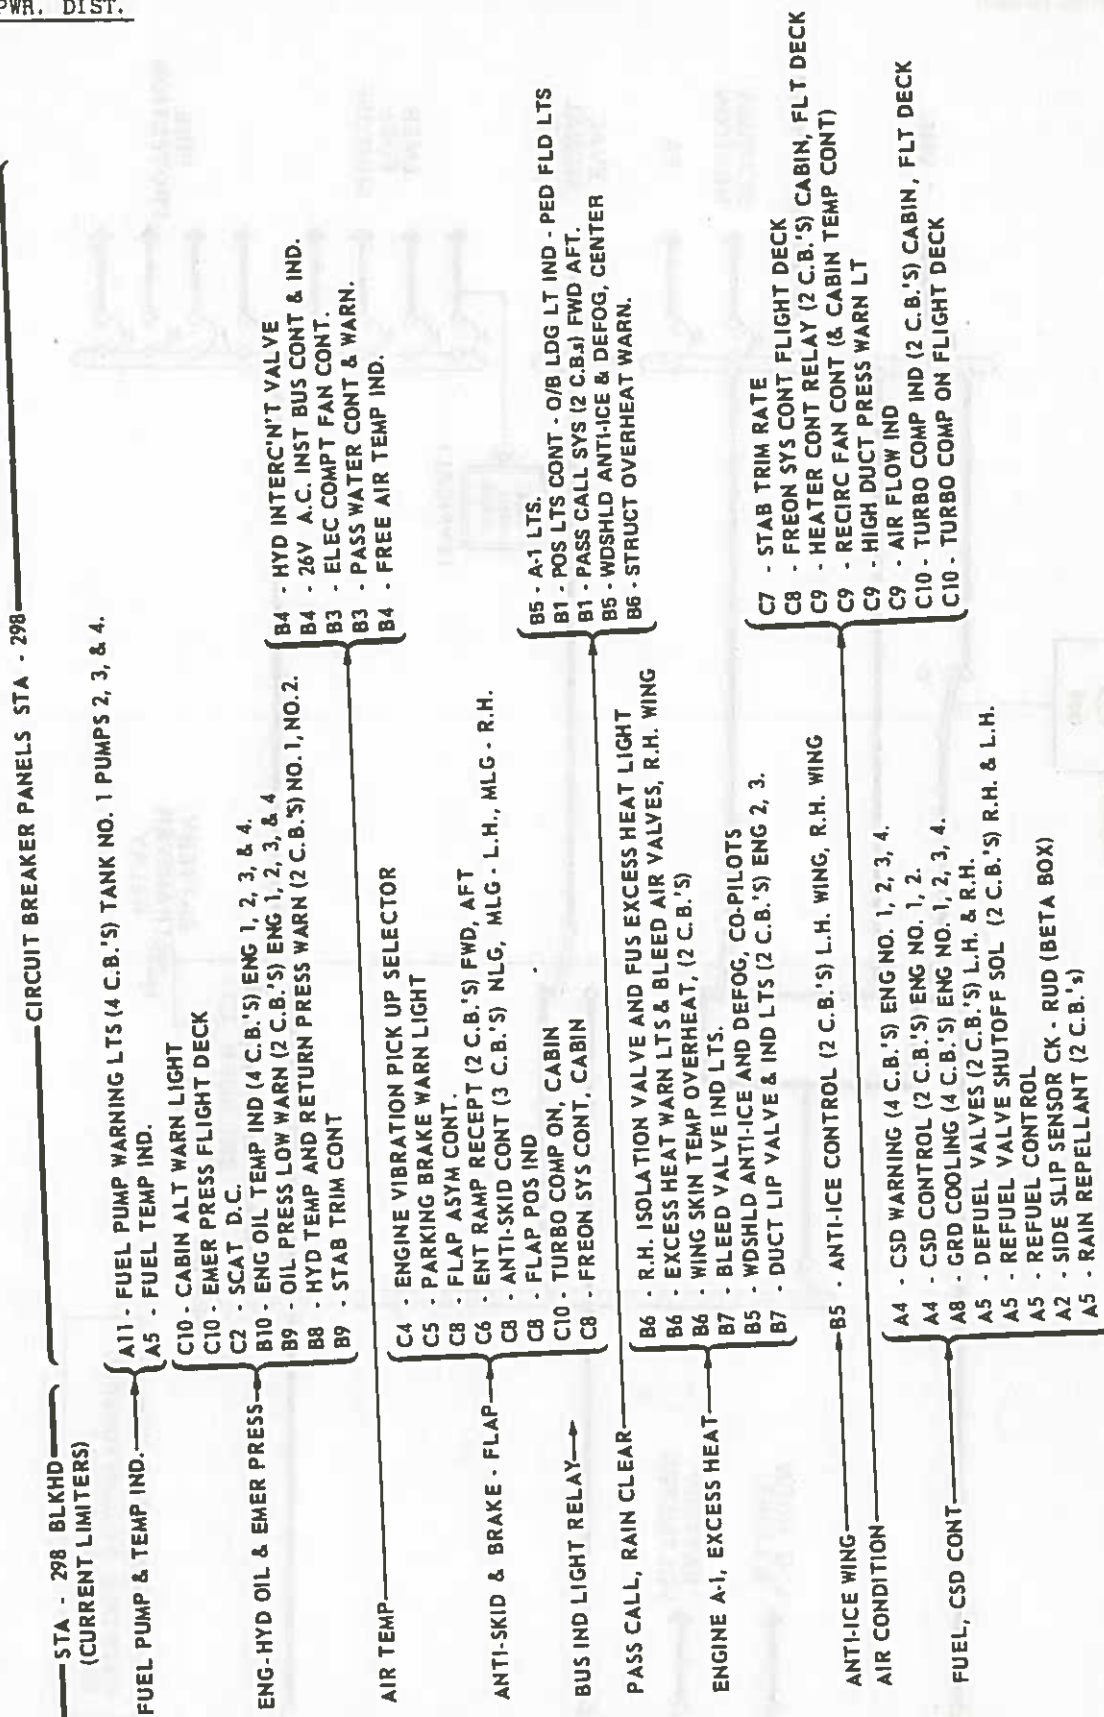 PWR. DIST.
STA - 298 BLKHD
(CURRENT LIMITERS)
CIRCUIT BREAKER PANELS STA - 298
FUEL PUMP & TEMP IND.
A11 - FUEL PUMP WARNING LTS (4 C.B.'S) TANK NO. 1 PUMPS 2, 3, & 4.
A5 - FUEL TEMP IND.
ENG-HYD OIL & EMER PRESS
C10 - CABIN ALT WARN LIGHT
C10 - EMER PRESS FLIGHT DECK
C2 - SCAT D.C.
B10 - ENG OIL TEMP IND (4 C.B.'S) ENG 1, 2, 3, & 4.
B9 - OIL PRESS LOW WARN (2 C.B.'S) ENG 1, 2, 3, & 4
B8 - HYD TEMP AND RETURN PRESS WARN (2 C.B.'S) NO. 1, NO. 2.
B9 - STAB TRIM CONT
AIR TEMP
B4 - HYD INTERC'N'T VALVE
B4 - 26V A.C. INST BUS CONT & IND.
B3 - ELEC COMPT FAN CONT.
B3 - PASS WATER CONT & WARN.
B4 - FREE AIR TEMP IND.
ANTI-SKID & BRAKE - FLAP
C4 - ENGINE VIBRATION PICK UP SELECTOR
C5 - PARKING BRAKE WARN LIGHT
C8 - FLAP ASYM CONT.
C6 - ENT RAMP RECEPT (2 C.B.'S) FWD, AFT
C8 - ANTI-SKID CONT (3 C.B.'S) NLG, MLG - L.H., MLG - R.H.
C8 - FLAP POS IND
C10 - TURBO COMP ON, CABIN
C8 - FREON SYS CONT, CABIN
BUS IND LIGHT RELAY
PASS CALL, RAIN CLEAR
B5 - A-1 LTS.
B1 - POS LTS CONT - O/B LDG LT IND - PED FLD LTS
B1 - PASS CALL SYS (2 C.B.s) FWD AFT.
B5 - WDSHLD ANTI-ICE & DEFOG, CENTER
B6 - STRUCT OVERHEAT WARN.
ENGINE A-1, EXCESS HEAT
B6 - R.H. ISOLATION VALVE AND FUS EXCESS HEAT LIGHT
B6 - EXCESS HEAT WARN LTS & BLEED AIR VALVES, R.H. WING
B6 - WING SKIN TEMP OVERHEAT, (2 C.B.'S)
B7 - BLEED VALVE IND LTS.
B5 - WDSHLD ANTI-ICE AND DEFOG, CO-PILOTS
B7 - DUCT LIP VALVE & IND LTS (2 C.B.'S) ENG 2, 3.
ANTI-ICE WING
B5 - ANTI-ICE CONTROL (2 C.B.'S) L.H. WING, R.H. WING
AIR CONDITION
C7 - STAB TRIM RATE
C8 - FREON SYS CONT FLIGHT DECK
C9 - HEATER CONT RELAY (2 C.B.'S) CABIN, FLT DECK
C9 - RECIRC FAN CONT (& CABIN TEMP CONT)
C9 - HIGH DUCT PRESS WARN LT
C9 - AIR FLOW IND
C10 - TURBO COMP IND (2 C.B.'S) CABIN, FLT DECK
C10 - TURBO COMP ON FLIGHT DECK
FUEL, CSD CONT
A4 - CSD WARNING (4 C.B.'S) ENG NO. 1, 2, 3, 4.
A4 - CSD CONTROL (2 C.B.'S) ENG NO. 1, 2.
A8 - GRD COOLING (4 C.B.'S) ENG NO. 1, 2, 3, 4.
A5 - DEFUEL VALVES (2 C.B.'S) L.H. & R.H.
A5 - REFUEL VALVE SHUTOFF SOL (2 C.B.'S) R.H. & L.H.
A5 - REFUEL CONTROL
A2 - SIDE SLIP SENSOR CK - RUD (BETA BOX)
A5 - RAIN REPELLANT (2 C.B.'s)